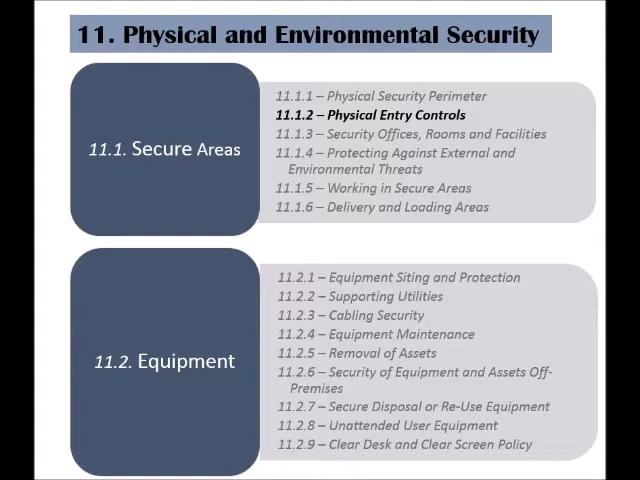 11. Physical and Environmental Security
11.1. Secure Areas
11.1.1 – Physical Security Perimeter
11.1.2 – Physical Entry Controls
11.1.3 – Security Offices, Rooms and Facilities
11.1.4 – Protecting Against External and
Environmental Threats
11.1.5 – Working in Secure Areas
11.1.6 – Delivery and Loading Areas
11.2. Equipment
11.2.1 – Equipment Siting and Protection
11.2.2 – Supporting Utilities
11.2.3 – Cabling Security
11.2.4 – Equipment Maintenance
11.2.5 – Removal of Assets
11.2.6 – Security of Equipment and Assets Off-
Premises
11.2.7 – Secure Disposal or Re-Use Equipment
11.2.8 – Unattended User Equipment
11.2.9 – Clear Desk and Clear Screen Policy